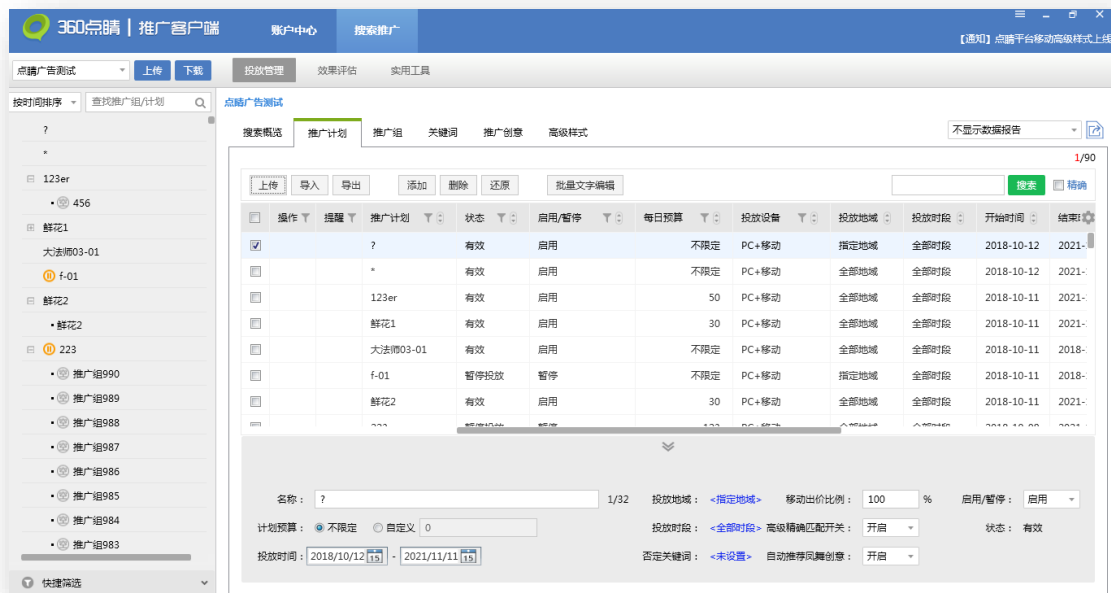 360点睛 | 推广客户端 账户中心 搜索推广
【通知】点睛平台移动高级样式上线
点睛广告测试 上传 下载 投放管理 效果评估 实用工具
按时间排序 查找推广组/计划 点睛广告测试
搜索概览 推广计划 推广组 关键词 推广创意 高级样式 不显示数据报告
1/90
上传 导入 导出 添加 删除 还原 批量文字编辑 搜索 精确
操作 提醒 推广计划 状态 启用/暂停 每日预算 投放设备 投放地域 投放时段 开始时间 结束
? 有效 启用 不限定 PC+移动 指定地域 全部时段 2018-10-12 2021-
* 有效 启用 不限定 PC+移动 全部地域 全部时段 2018-10-12 2021-
123er 有效 启用 50 PC+移动 全部地域 全部时段 2018-10-11 2021-
鲜花1 有效 启用 30 PC+移动 全部地域 全部时段 2018-10-11 2021-
大法师03-01 有效 启用 不限定 PC+移动 全部地域 全部时段 2018-10-11 2018-
f-01 暂停投放 暂停 不限定 PC+移动 指定地域 全部时段 2018-10-11 2018-
鲜花2 有效 启用 30 PC+移动 全部地域 全部时段 2018-10-11 2021-
?
*
123er
456
鲜花1
大法师03-01
f-01
鲜花2
鲜花2
223
推广组990
推广组989
推广组988
推广组987
推广组986
推广组985
推广组984
推广组983
快捷筛选
名称： ? 1/32 投放地域： <指定地域> 移动出价比例： 100 % 启用/暂停： 启用
计划预算： 不限定 自定义 0 投放时段： <全部时段> 高级精确匹配开关： 开启 状态： 有效
投放时间： 2018/10/12 15 - 2021/11/11 15 否定关键词： <未设置> 自动推荐凤舞创意： 开启